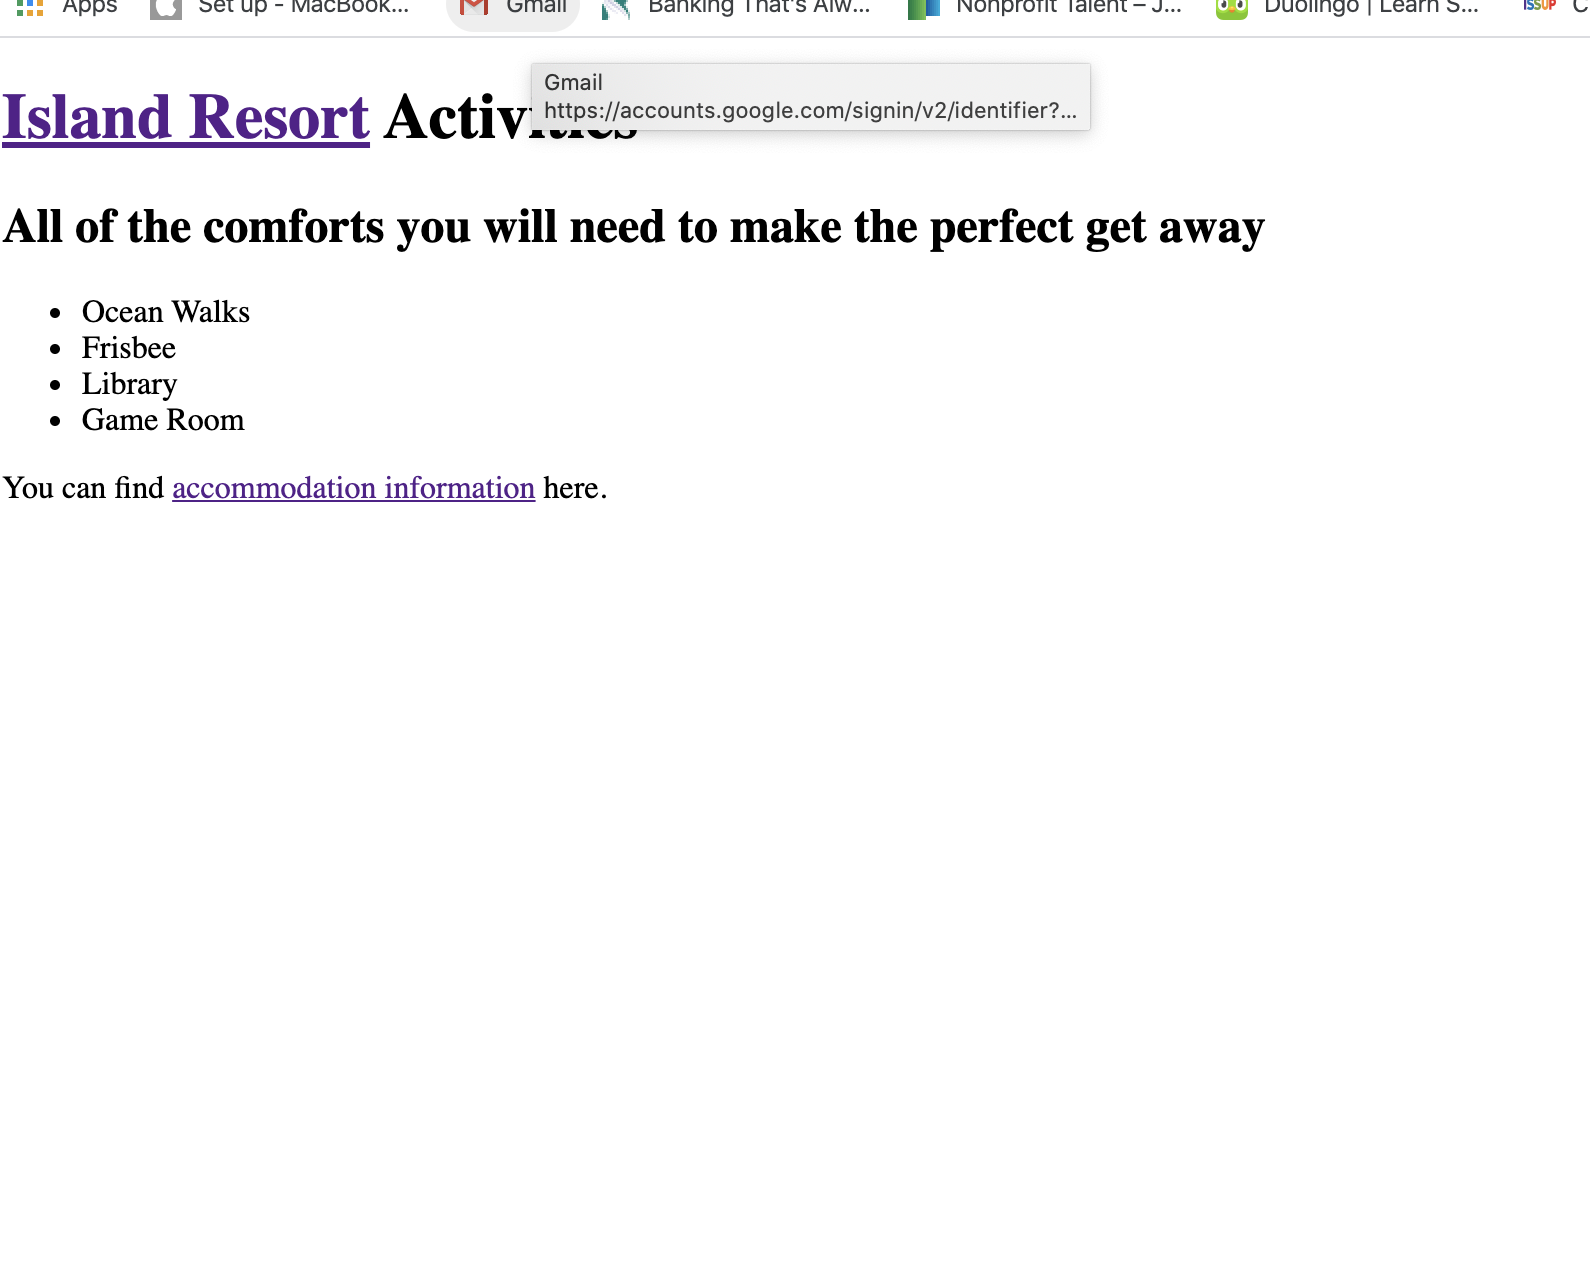 Apps Set up - MacBook... Gmail Banking That's Alw... Nonprofit Talent – J... Duolingo | Learn S... ISSUP C
Gmail
https://accounts.google.com/signin/v2/identifier?...
Island Resort Activities
All of the comforts you will need to make the perfect get away
• Ocean Walks
• Frisbee
• Library
• Game Room
You can find accommodation information here.